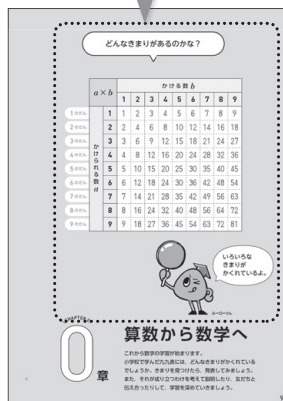 どんなきまりがあるのかな？
a×b かける数 b
1 2 3 4 5 6 7 8 9
かけられる数 a
1のだん 1 1 2 3 4 5 6 7 8 9
2のだん 2 2 4 6 8 10 12 14 16 18
3のだん 3 3 6 9 12 15 18 21 24 27
4のだん 4 4 8 12 16 20 24 28 32 36
5のだん 5 5 10 15 20 25 30 35 40 45
6のだん 6 6 12 18 24 30 36 42 48 54
7のだん 7 7 14 21 28 35 42 49 56 63
8のだん 8 8 16 24 32 40 48 56 64 72
9のだん 9 9 18 27 36 45 54 63 72 81
いろいろな
きまりが
かくれているよ。
CHAPTER
0章
算数から数学へ
これから数学の学習が始まります。
小学校で学んだ九九表には、どんなきまりがかくれている
でしょうか。きまりを見つけたら、発表してみましょう。
また、それが成り立つわけを考えて説明したり、友だちと
伝え合ったりして、学習を深めていきましょう。
9